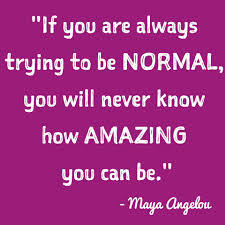 "If you are always
trying to be NORMAL,
you will never know
how AMAZING
you can be."
- Maya Angelou